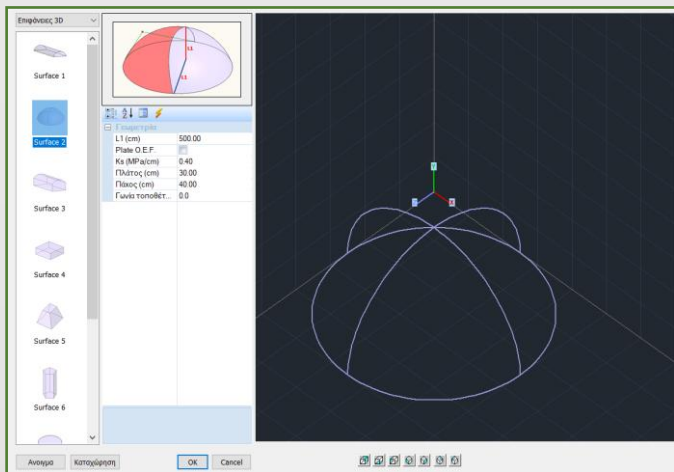 Επιφάνειες 3D
Surface 1
Surface 2
Surface 3
Surface 4
Surface 5
Surface 6
L1
L1
Γεωμετρία
L1 (cm) 500.00
Plate O.E.F.
Ks (MPa/cm) 0.40
Πλάτος (cm) 30.00
Πάχος (cm) 40.00
Γωνία τοποθέτ... 0.0
Y
X
Ανοιγμα Καταχώρηση OK Cancel